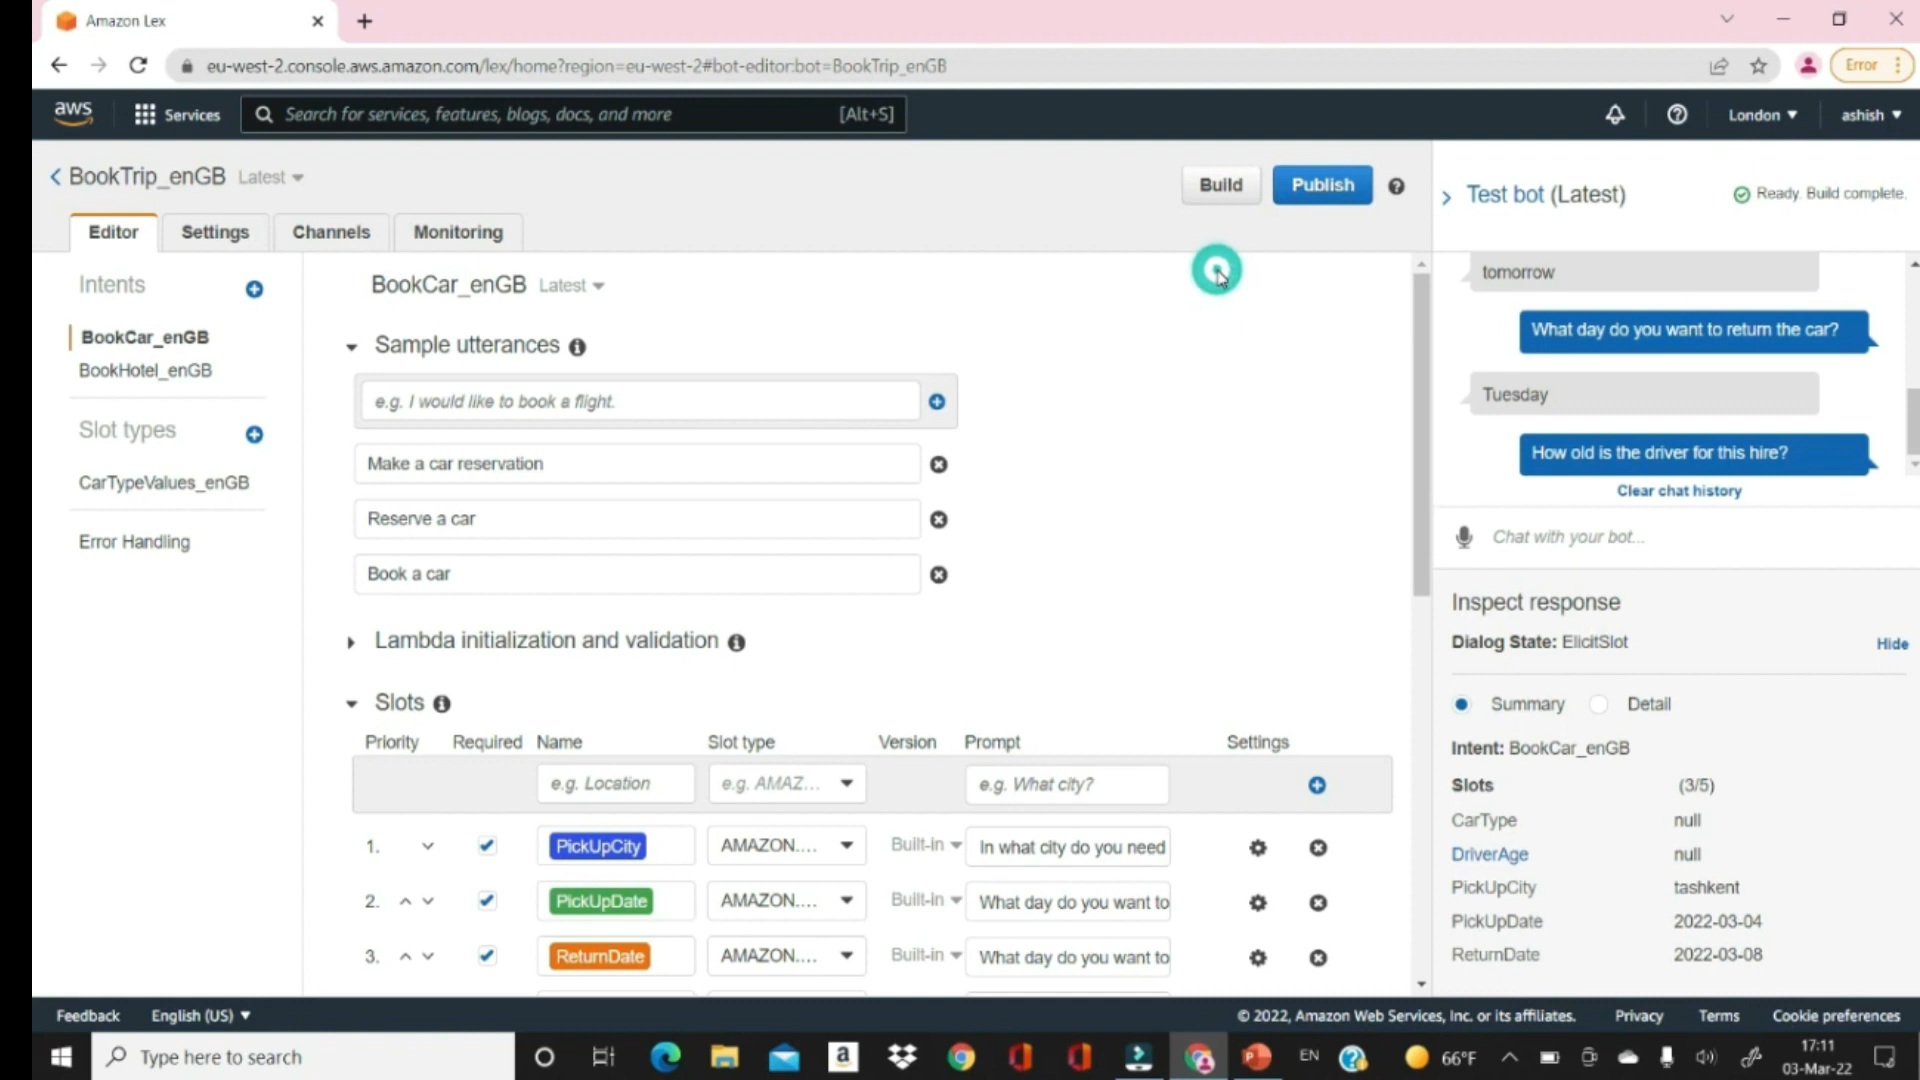 Amazon Lex
eu-west-2.console.aws.amazon.com/lex/home?region=eu-west-2#bot-editor:bot=BookTrip_enGB
Error
aws
Services
Search for services, features, blogs, docs, and more
[Alt+S]
London
ashish
BookTrip_enGB
Latest
Build
Publish
Test bot (Latest)
Ready. Build complete.
Editor
Settings
Channels
Monitoring
Intents
BookCar_enGB
BookHotel_enGB
Slot types
CarTypeValues_enGB
Error Handling
BookCar_enGB
Latest
Sample utterances
e.g. I would like to book a flight.
Make a car reservation
Reserve a car
Book a car
Lambda initialization and validation
Slots
Priority
Required
Name
Slot type
Version
Prompt
Settings
e.g. Location
e.g. AMAZ...
e.g. What city?
1.
PickUpCity
AMAZON....
Built-in
In what city do you need
2.
PickUpDate
AMAZON....
Built-in
What day do you want to
3.
ReturnDate
AMAZON....
Built-in
What day do you want to
tomorrow
What day do you want to return the car?
Tuesday
How old is the driver for this hire?
Clear chat history
Chat with your bot...
Inspect response
Dialog State: ElicitSlot
Hide
Summary
Detail
Intent: BookCar_enGB
Slots (3/5)
CarType null
DriverAge null
PickUpCity tashkent
PickUpDate 2022-03-04
ReturnDate 2022-03-08
Feedback
English (US)
© 2022, Amazon Web Services, Inc. or its affiliates.
Privacy
Terms
Cookie preferences
Type here to search
a
P
EN
66°F
17:11
03-Mar-22